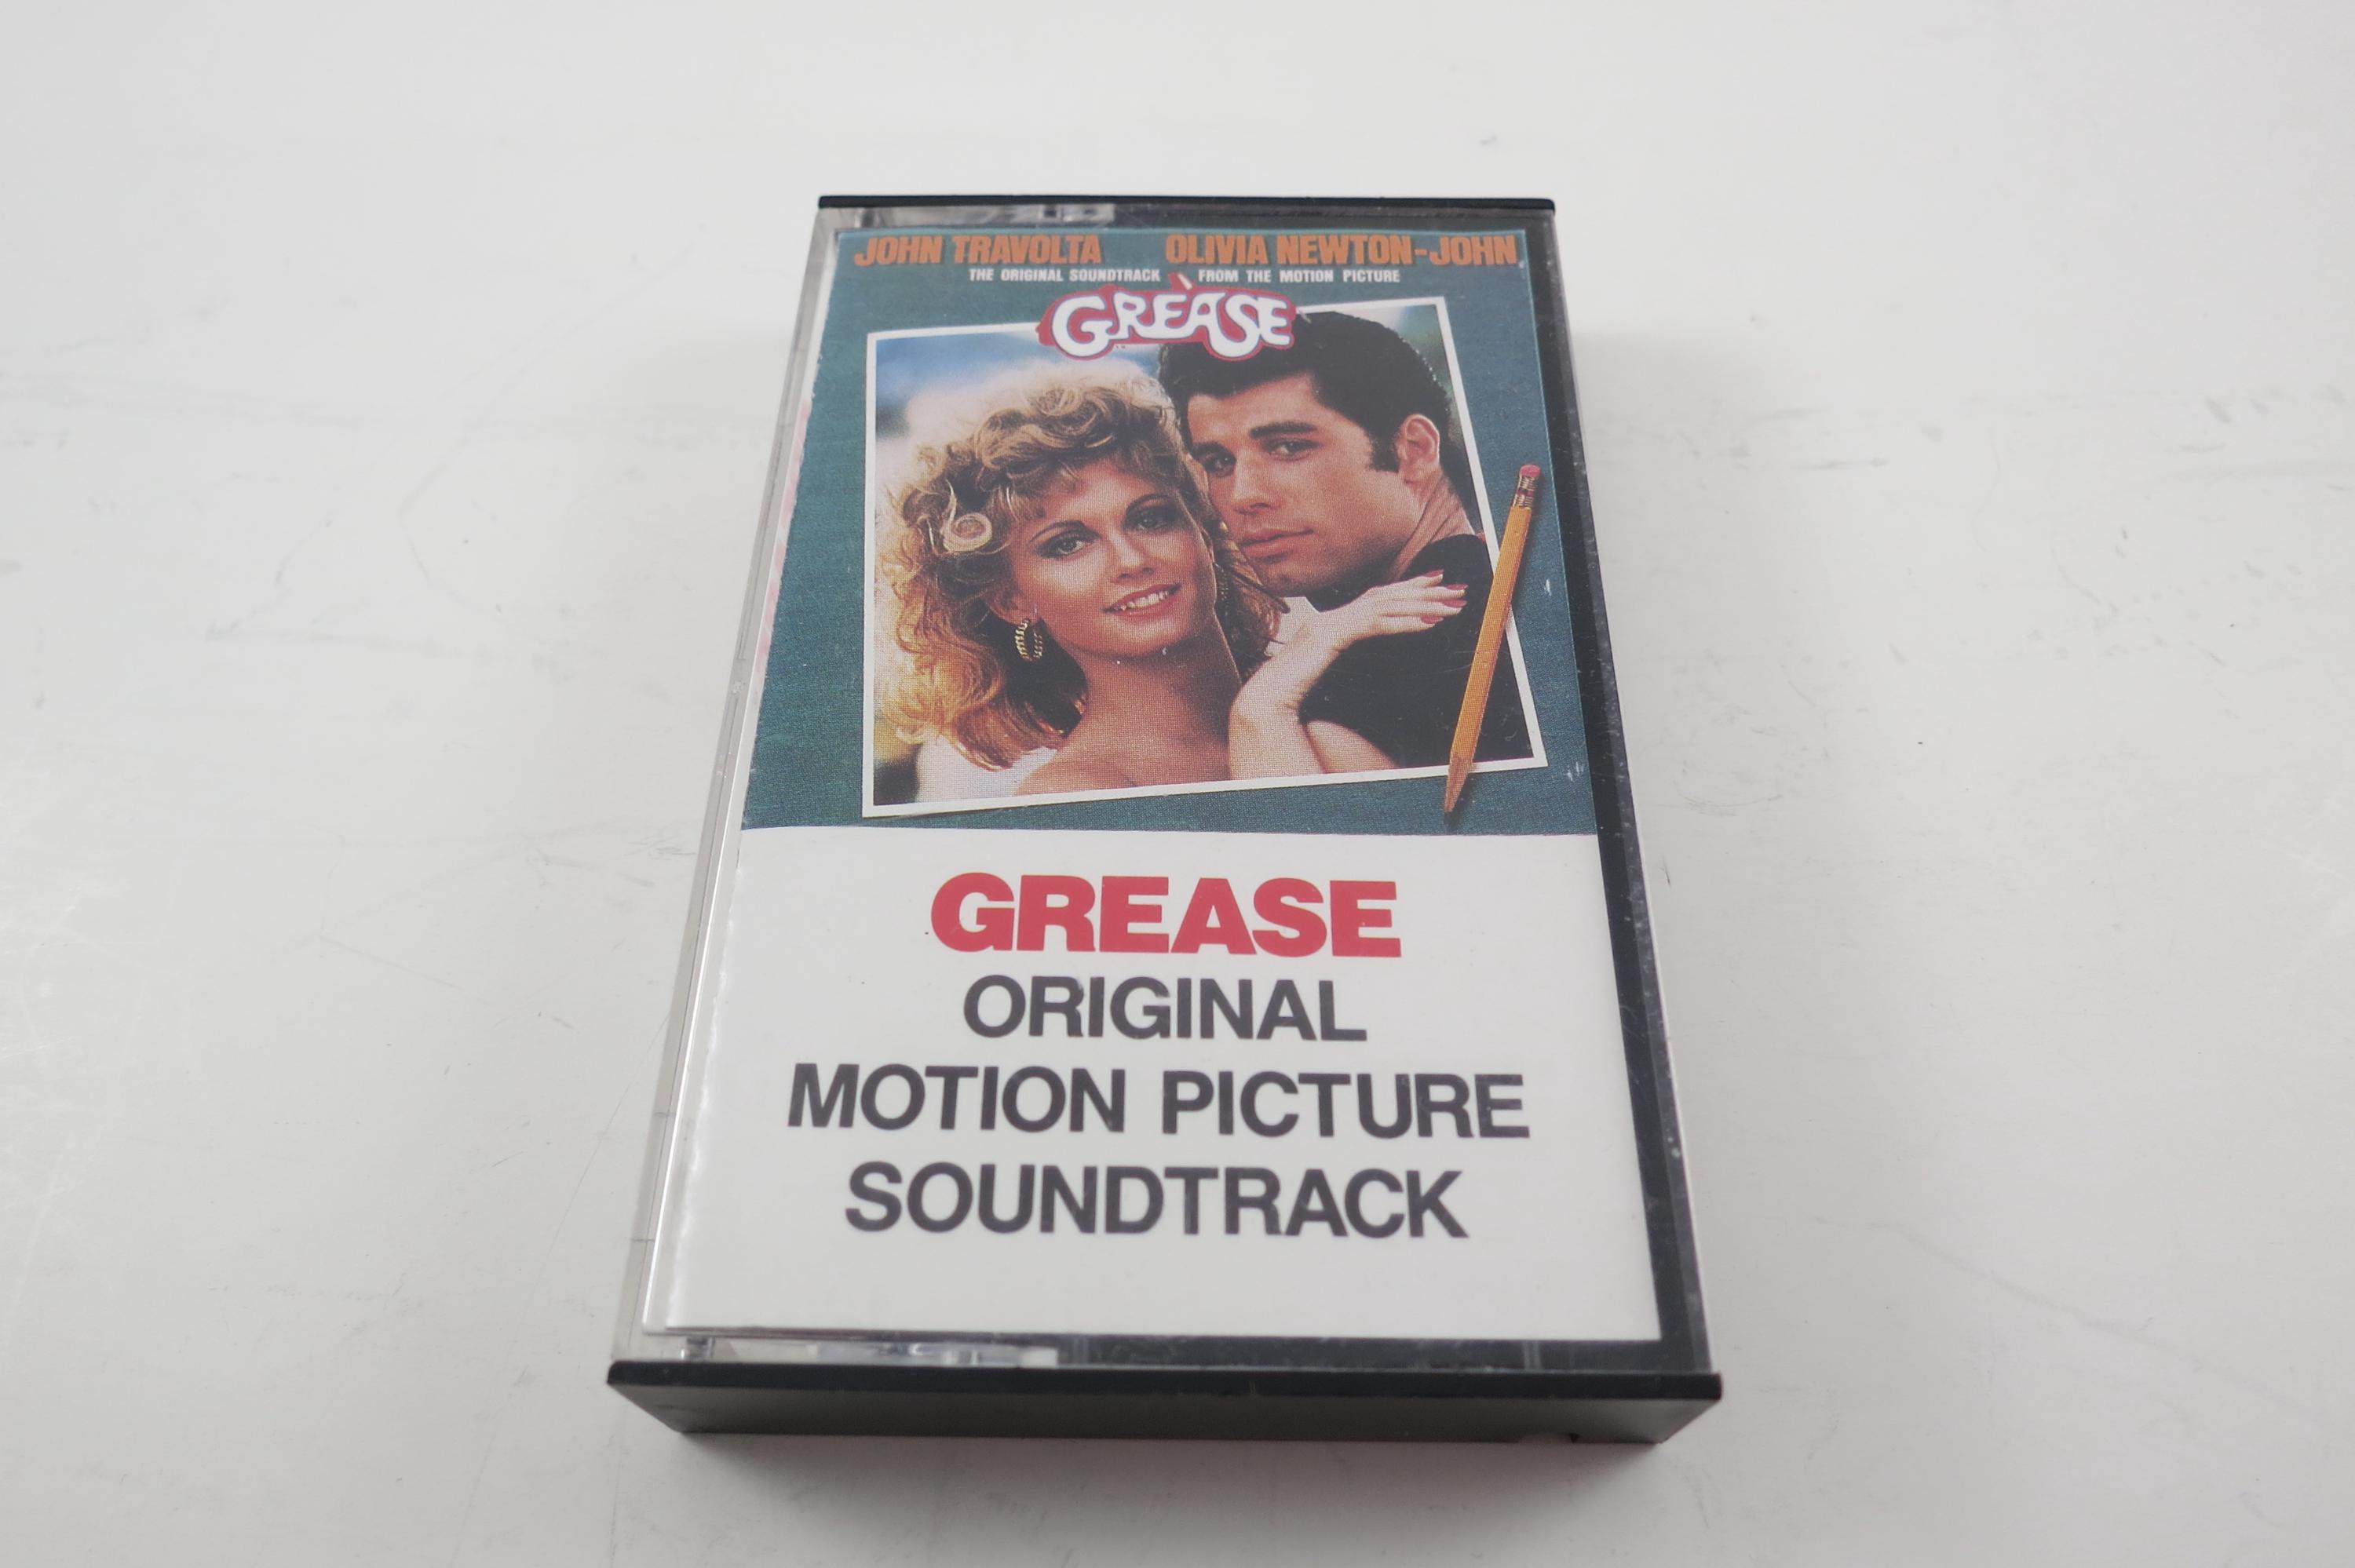 JOHN TRAVOLTA OLIVIA NEWTON-JOHN
THE ORIGINAL SOUNDTRACK FROM THE MOTION PICTURE
GREASE
GREASE
ORIGINAL
MOTION PICTURE
SOUNDTRACK